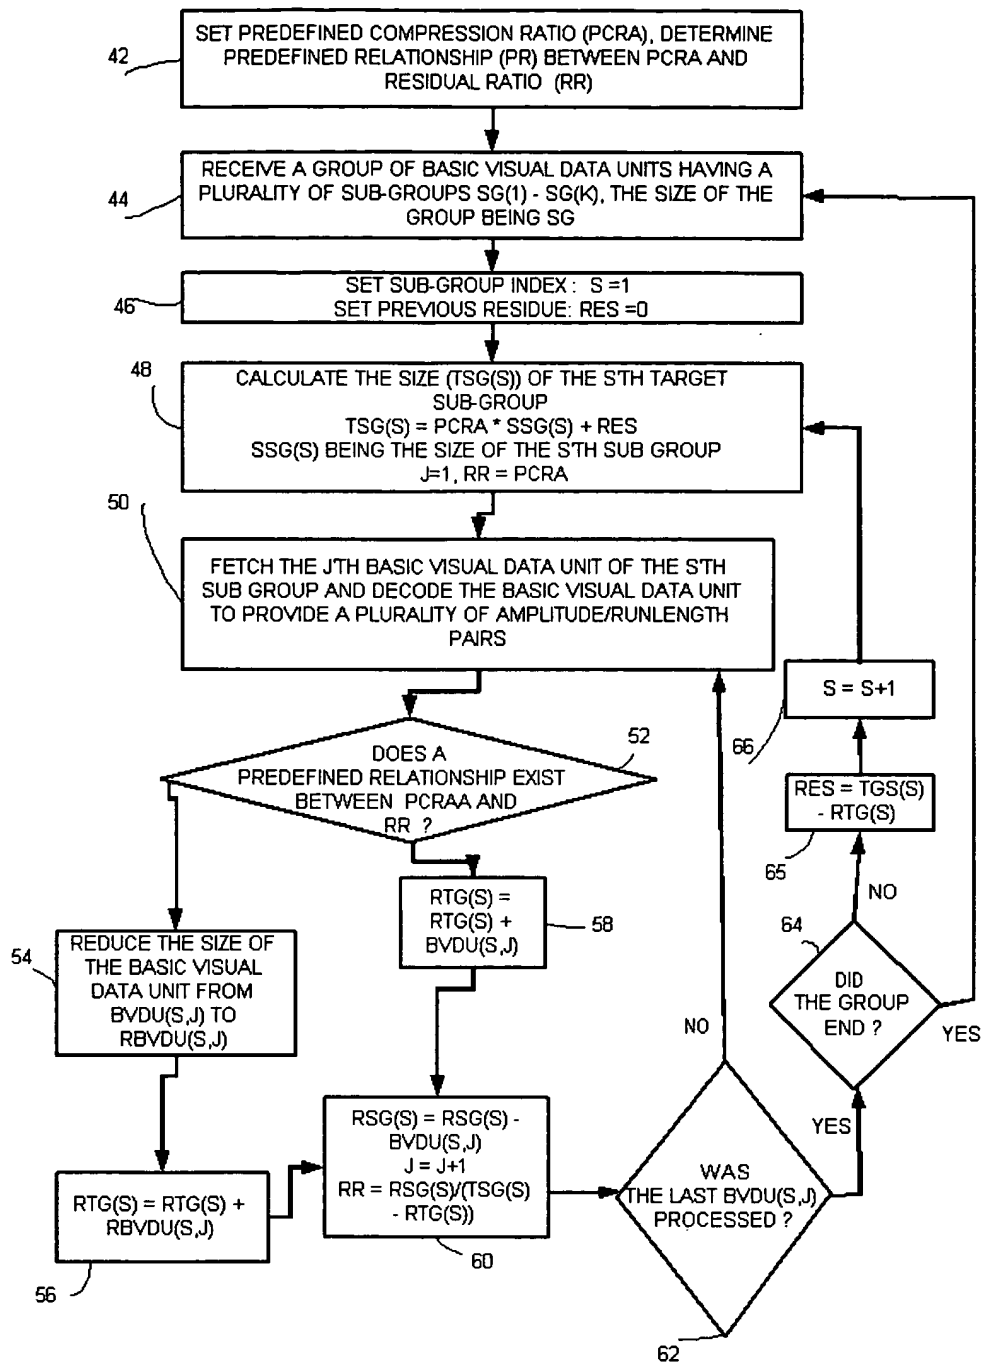 42
SET PREDEFINED COMPRESSION RATIO (PCRA), DETERMINE
PREDEFINED RELATIONSHIP (PR) BETWEEN PCRA AND
RESIDUAL RATIO (RR)
44
RECEIVE A GROUP OF BASIC VISUAL DATA UNITS HAVING A
PLURALITY OF SUB-GROUPS SG(1) - SG(K), THE SIZE OF THE
GROUP BEING SG
46
SET SUB-GROUP INDEX : S =1
SET PREVIOUS RESIDUE: RES =0
48
CALCULATE THE SIZE (TSG(S)) OF THE S'TH TARGET
SUB-GROUP
TSG(S) = PCRA * SSG(S) + RES
SSG(S) BEING THE SIZE OF THE S'TH SUB GROUP
J=1, RR = PCRA
50
FETCH THE J'TH BASIC VISUAL DATA UNIT OF THE S'TH
SUB GROUP AND DECODE THE BASIC VISUAL DATA UNIT
TO PROVIDE A PLURALITY OF AMPLITUDE/RUNLENGTH
PAIRS
52
DOES A
PREDEFINED RELATIONSHIP EXIST
BETWEEN PCRAA AND
RR ?
54
REDUCE THE SIZE OF
THE BASIC VISUAL
DATA UNIT FROM
BVDU(S,J) TO
RBVDU(S,J)
56
RTG(S) = RTG(S) +
RBVDU(S,J)
58
RTG(S) =
RTG(S) +
BVDU(S,J)
60
RSG(S) = RSG(S) -
BVDU(S,J)
J = J+1
RR = RSG(S)/(TSG(S)
- RTG(S))
62
WAS
THE LAST BVDU(S,J)
PROCESSED ?
NO
YES
64
DID
THE GROUP
END ?
NO
YES
65
RES = TGS(S)
- RTG(S)
66
S = S+1